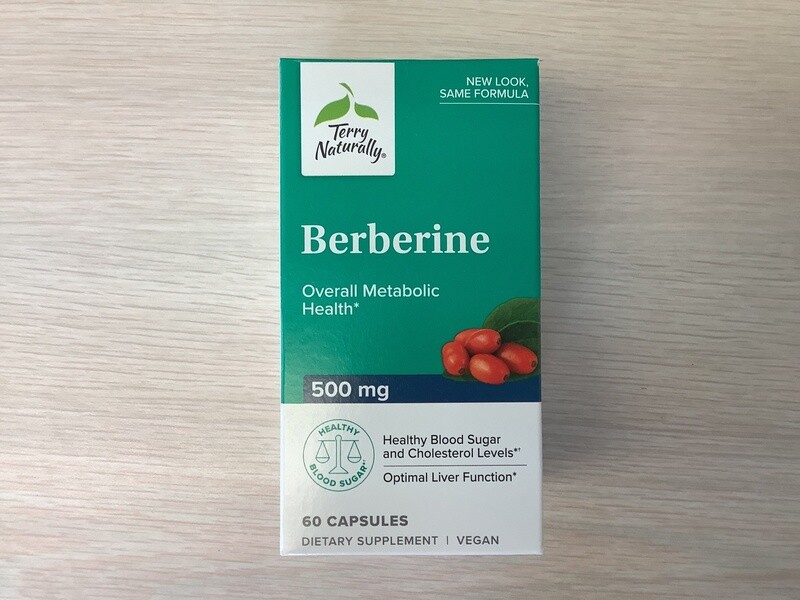 Terry
Naturally®
NEW LOOK,
SAME FORMULA
Berberine
Overall Metabolic
Health*
500 mg
HEALTHY
BLOOD SUGAR*†
Healthy Blood Sugar
and Cholesterol Levels*†
Optimal Liver Function*
60 CAPSULES
DIETARY SUPPLEMENT | VEGAN